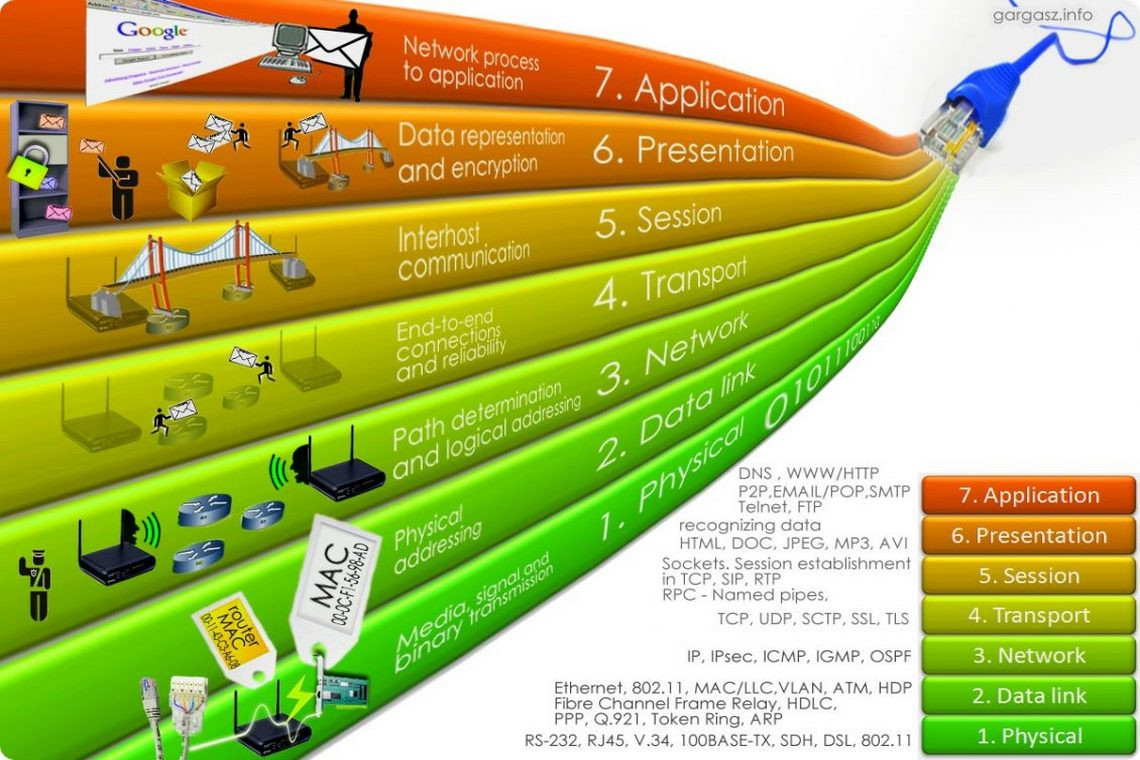 gargasz.info
Google
Network process
to application
7. Application
Data representation
and encryption
6. Presentation
Interhost
communication
5. Session
End-to-end
connections
and reliability
4. Transport
Path determination
and logical addressing
3. Network
Physical
addressing
2. Data link
Media, signal and
binary transmission
1. Physical
MAC
router
MAC
DNS , WWW/HTTP
P2P,EMAIL/POP,SMTP
Telnet, FTP
7. Application
recognizing data
HTML, DOC, JPEG, MP3, AVI
6. Presentation
Sockets. Session establishment
in TCP, SIP, RTP
RPC - Named pipes,
5. Session
TCP, UDP, SCTP, SSL, TLS
4. Transport
IP, IPsec, ICMP, IGMP, OSPF
3. Network
Ethernet, 802.11, MAC/LLC,VLAN, ATM, HDP
Fibre Channel Frame Relay, HDLC,
PPP, Q.921, Token Ring, ARP
2. Data link
RS-232, RJ45, V.34, 100BASE-TX, SDH, DSL, 802.11
1. Physical